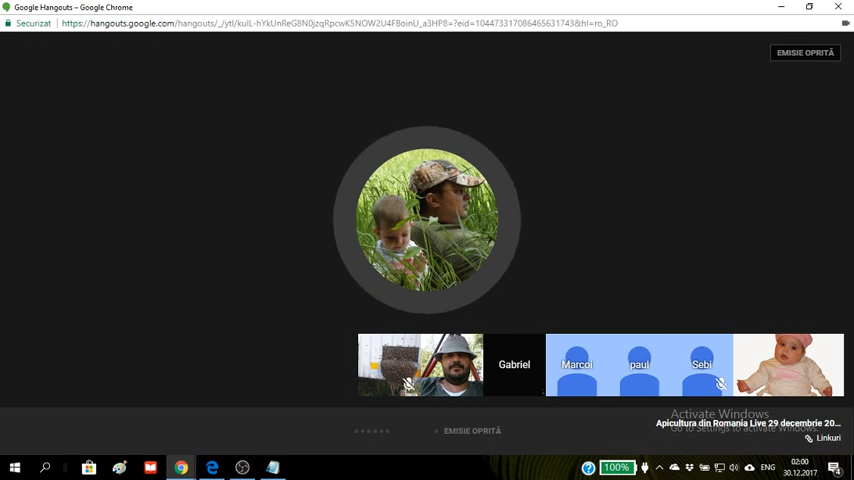 Google Hangouts – Google Chrome
Securizat
https://hangouts.google.com/hangouts/_/ytl/kuIL-hYkUnReG8N0jzqRpcwK5NOW2U4FBoinU_a3HP8=?eid=104473317086465631743&hl=ro_RO
EMISIE OPRITĂ
Gabriel
Marcoi
paul
Sebi
EMISIE OPRITĂ
Activate Windows
Apicultura din Romania Live 29 decembrie 20...
Go to Settings to activate Windows.
Linkuri
100%
ENG
02:00
30.12.2017
4